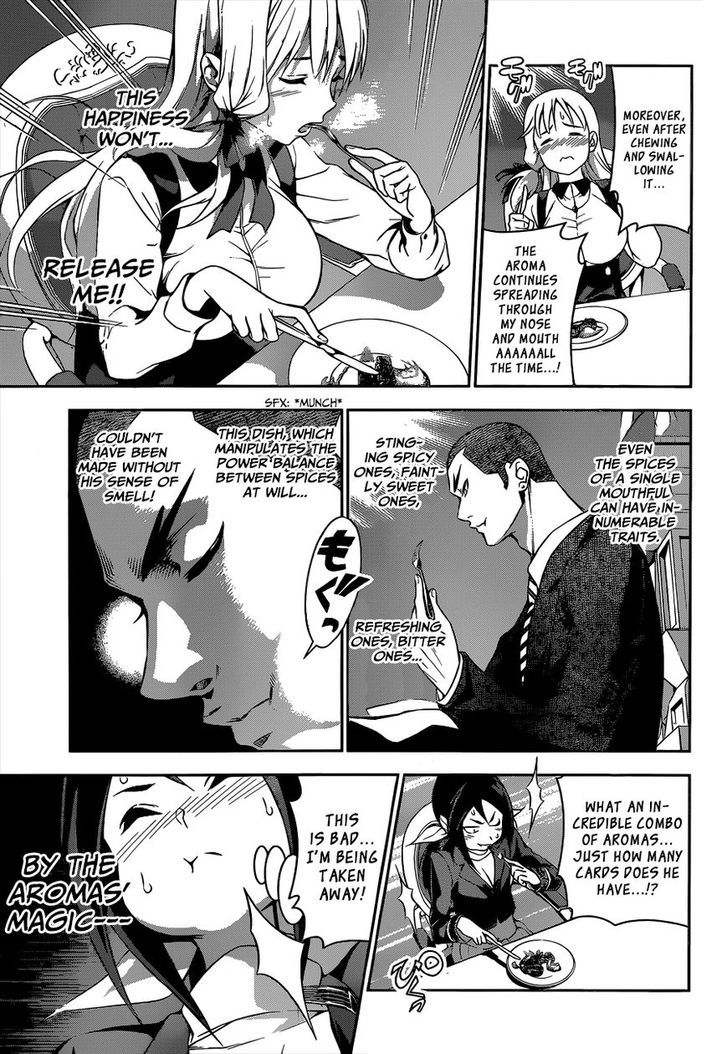 モグ
モグ
MOREOVER,
EVEN AFTER
CHEWING
AND SWAL-
LOWING
IT...
THE
AROMA
CONTINUES
SPREADING
THROUGH
MY NOSE
AND MOUTH
AAAAAALL
THE TIME...!
THIS
HAPPINESS
WON'T...
RELEASE
ME!!
EVEN
THE SPICES
OF A SINGLE
MOUTHFUL
CAN HAVE IN-
NUMERABLE
TRAITS.
STING-
ING SPICY
ONES, FAINT-
LY SWEET
ONES,
REFRESHING
ONES, BITTER
ONES...
SFX: *MUNCH*
もぐっ
THIS DISH, WHICH
MANIPULATES THE
POWER BALANCE
BETWEEN SPICES
AT WILL...
COULDN'T
HAVE BEEN
MADE WITHOUT
HIS SENSE OF
SMELL!
WHAT AN IN-
CREDIBLE COMBO
OF AROMAS...
JUST HOW MANY
CARDS DOES HE
HAVE...!?
THIS
IS BAD...
I'M BEING
TAKEN
AWAY!
BY THE
AROMAS'
MAGIC---